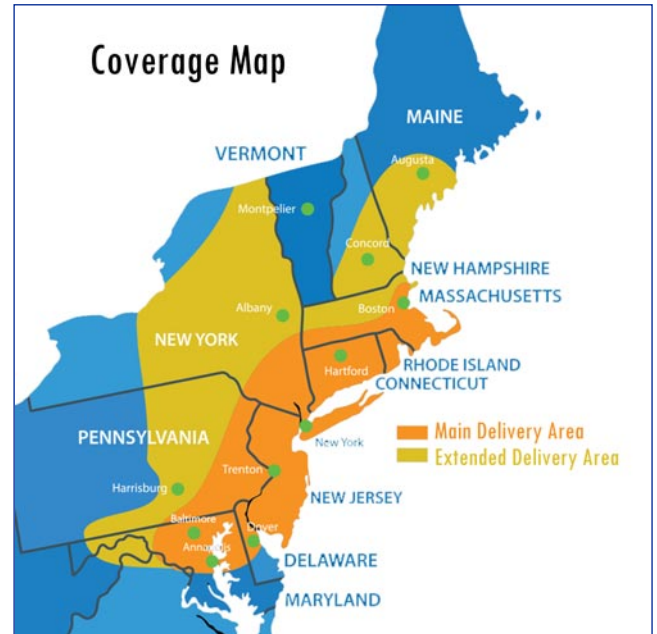 Coverage Map
MAINE
VERMONT
Augusta
Montpelier
Concord
NEW HAMPSHIRE
MASSACHUSETTS
Albany
Boston
NEW YORK
RHODE ISLAND
Hartford
CONNECTICUT
PENNSYLVANIA
New York
Main Delivery Area
Extended Delivery Area
Trenton
Harrisburg
NEW JERSEY
Baltimore
Dover
Annapolis
DELAWARE
MARYLAND